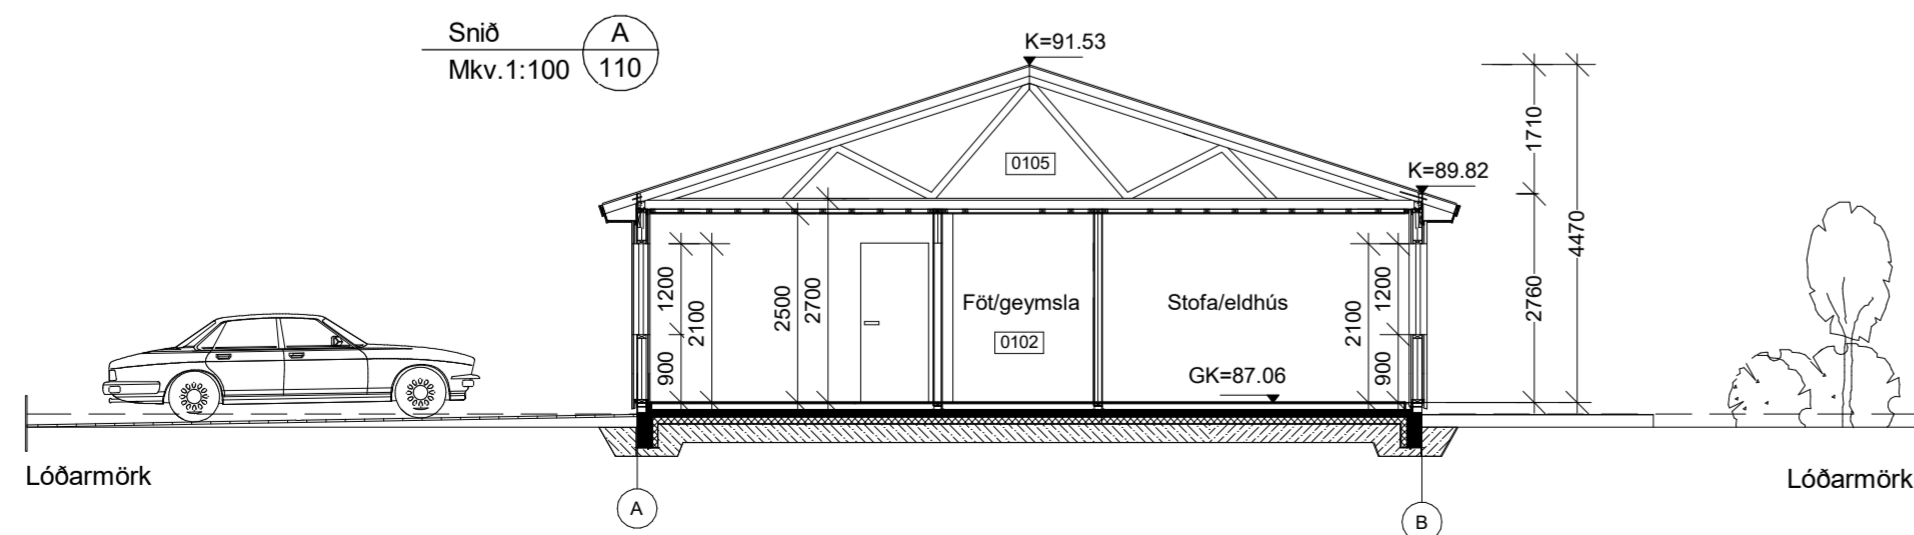 Snið
A
Mkv.1:100
110
K=91.53
0105
K=89.82
1710
4470
2760
1200
2100
900
2500
2700
Föt/geymsla
0102
Stofa/eldhús
GK=87.06
2100
1200
900
Lóðarmörk
Lóðarmörk
A
B